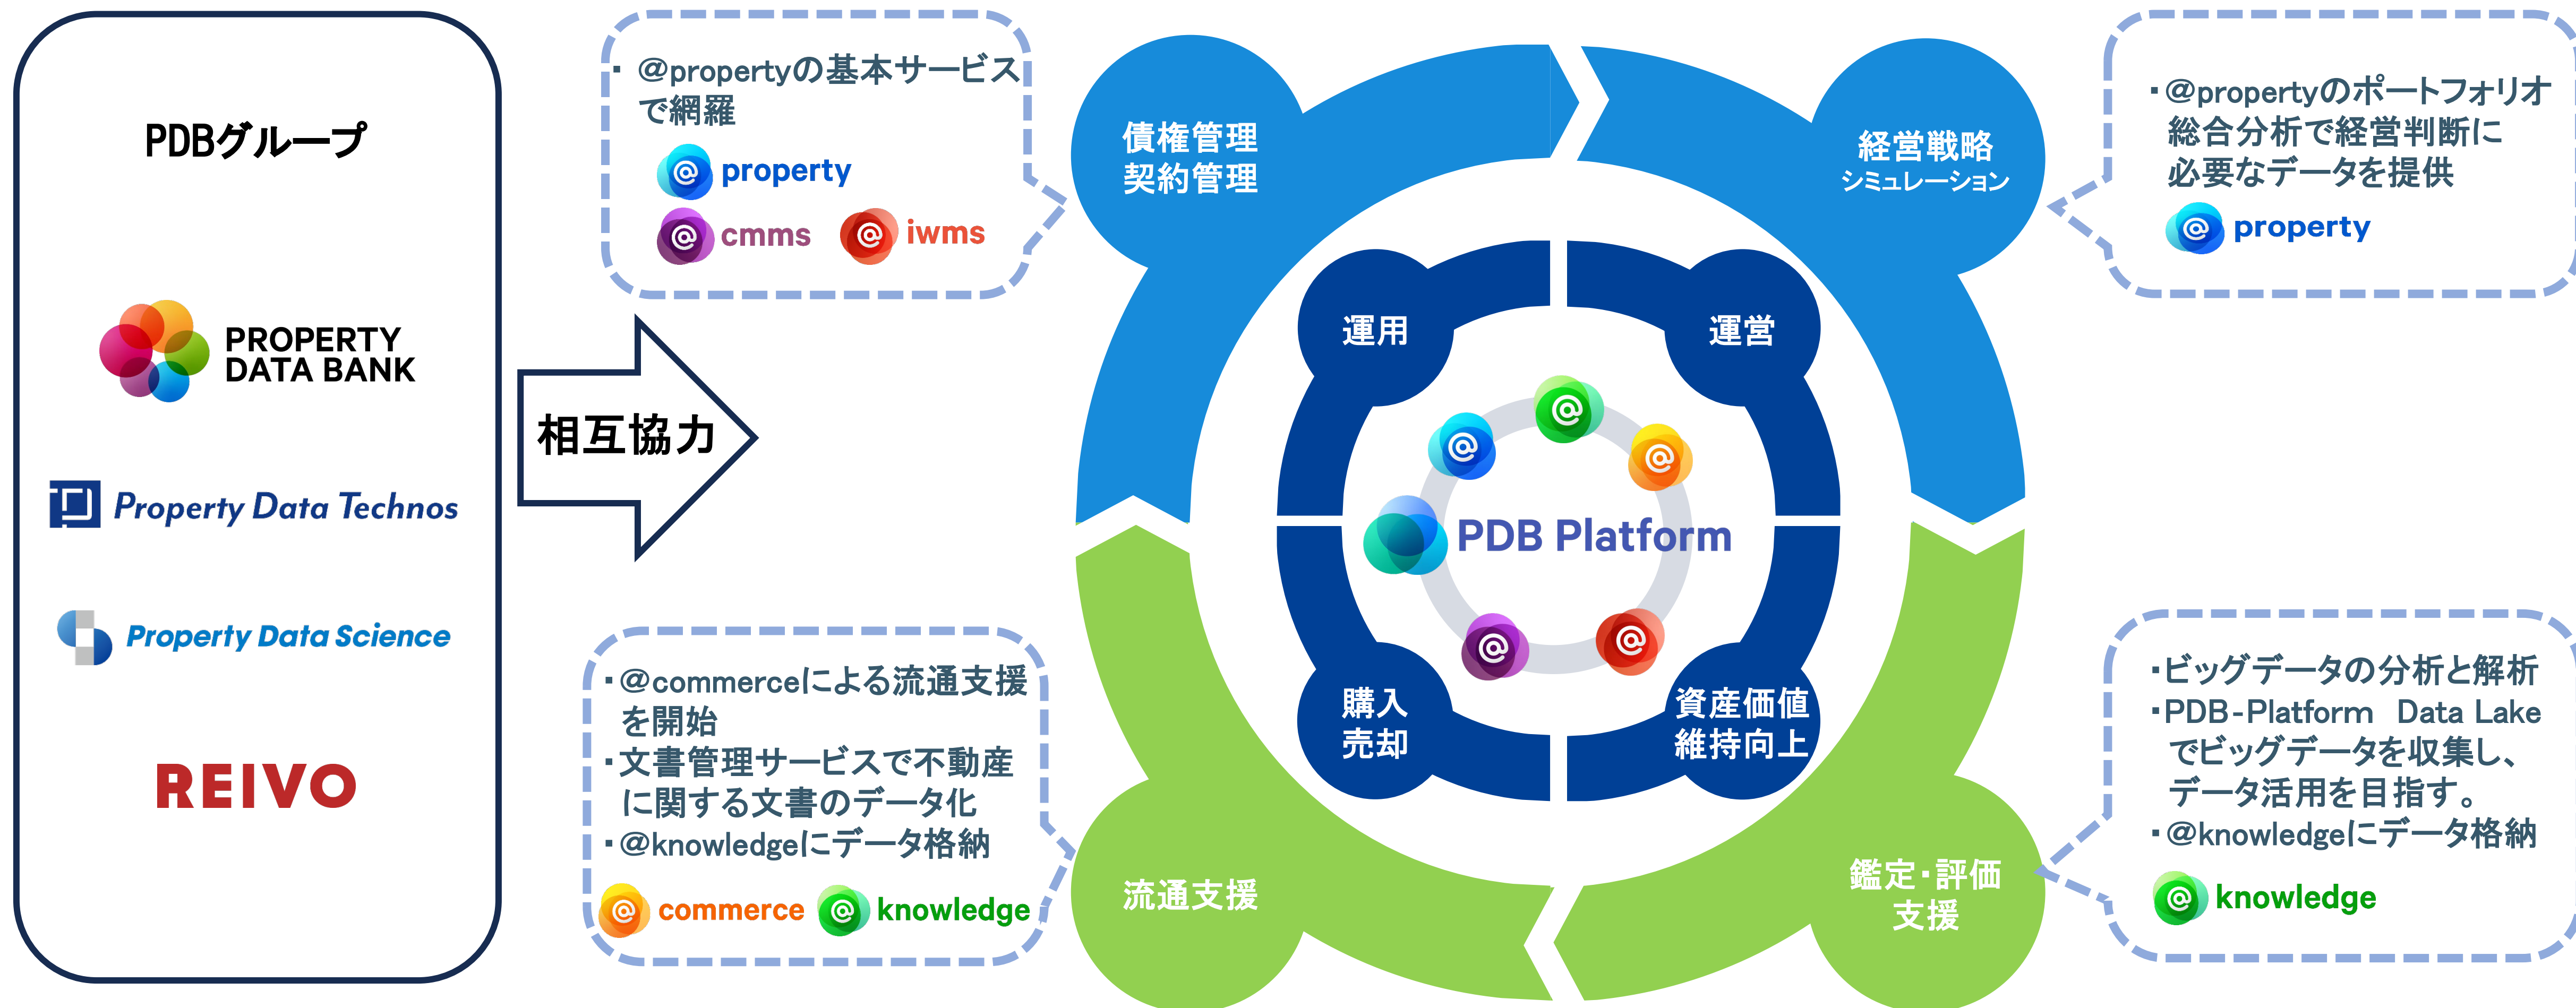 PDBグループ
PROPERTY
DATA BANK
Property Data Technos
Property Data Science
REIVO
相互協力
・@propertyの基本サービス
で網羅
@ property
@ cmms @ iwms
債権管理
契約管理
経営戦略
シミュレーション
・@propertyのポートフォリオ
総合分析で経営判断に
必要なデータを提供
@ property
運用
運営
@
@
@
PDB Platform
@
@
購入
売却
資産価値
維持向上
・@commerceによる流通支援
を開始
・文書管理サービスで不動産
に関する文書のデータ化
・@knowledgeにデータ格納
@ commerce @ knowledge
流通支援
鑑定・評価
支援
・ビッグデータの分析と解析
・PDB-Platform Data Lake
でビッグデータを収集し、
データ活用を目指す。
・@knowledgeにデータ格納
@ knowledge